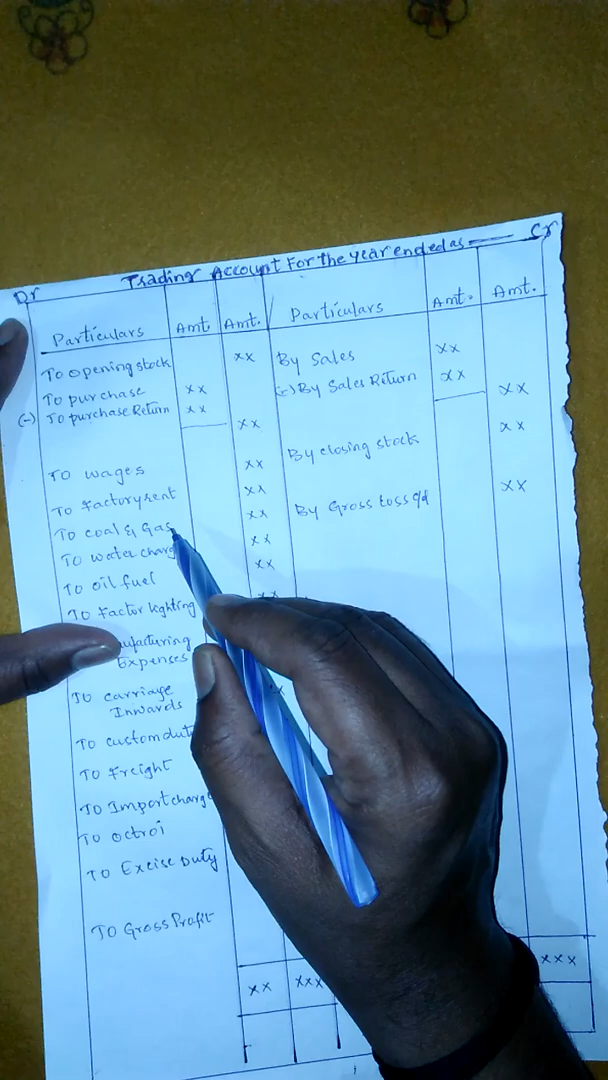 Dr Trading Account For the year ended as Cr
Particulars Amt. Amt. Particulars Amt. Amt.
To opening stock xx By Sales xx
To purchase xx (-) By Sales Return xx xx
(-) To purchase Return xx xx
By closing stock xx
To wages xx
To Factory rent xx By Gross Loss c/d xx
To coal & Gas xx
To water charg xx
To oil fuel xx
To Factor lighting xx
ufacturing
Expenses
To carriage
Inwards
To custom dut
To Freight
To Import charge
To octroi
To Excise Duty
To Gross Profit
xx xxx xxx